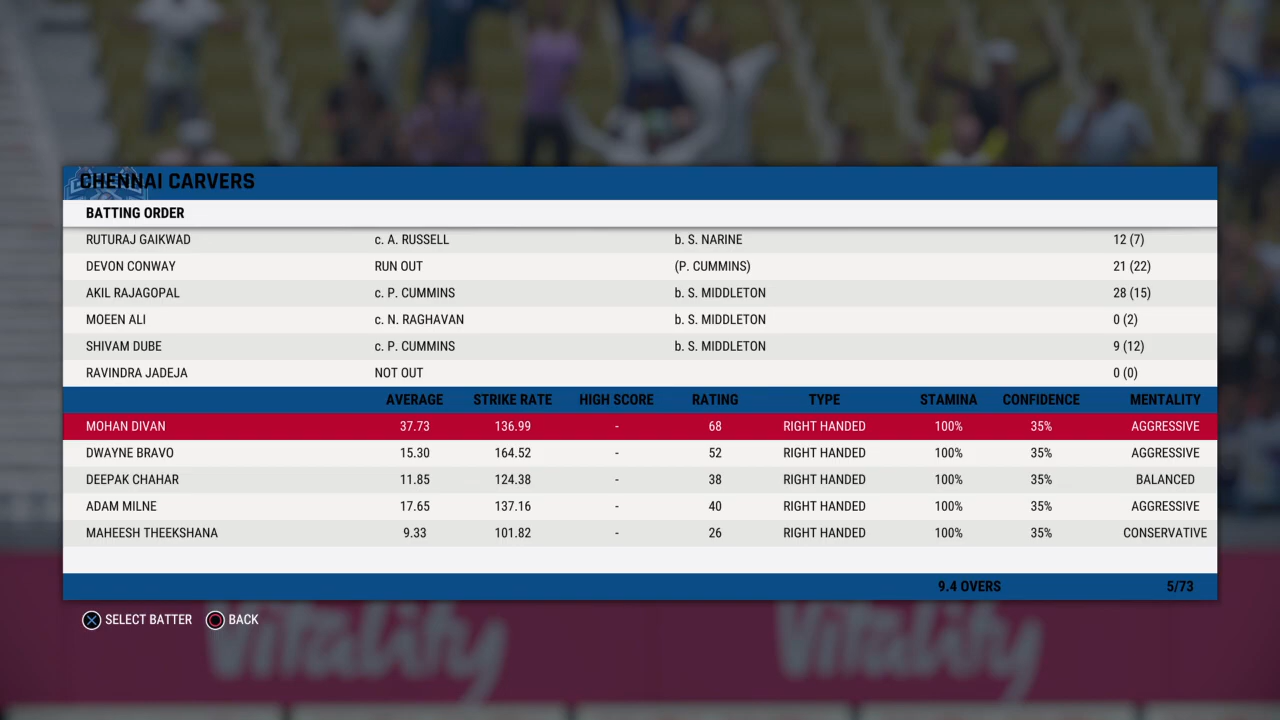 CHENNAI CARVERS
BATTING ORDER
RUTURAJ GAIKWAD c. A. RUSSELL b. S. NARINE 12 (7)
DEVON CONWAY RUN OUT (P. CUMMINS) 21 (22)
AKIL RAJAGOPAL c. P. CUMMINS b. S. MIDDLETON 28 (15)
MOEEN ALI c. N. RAGHAVAN b. S. MIDDLETON 0 (2)
SHIVAM DUBE c. P. CUMMINS b. S. MIDDLETON 9 (12)
RAVINDRA JADEJA NOT OUT 0 (0)
AVERAGE STRIKE RATE HIGH SCORE RATING TYPE STAMINA CONFIDENCE MENTALITY
MOHAN DIVAN 37.73 136.99 - 68 RIGHT HANDED 100% 35% AGGRESSIVE
DWAYNE BRAVO 15.30 164.52 - 52 RIGHT HANDED 100% 35% AGGRESSIVE
DEEPAK CHAHAR 11.85 124.38 - 38 RIGHT HANDED 100% 35% BALANCED
ADAM MILNE 17.65 137.16 - 40 RIGHT HANDED 100% 35% AGGRESSIVE
MAHEESH THEEKSHANA 9.33 101.82 - 26 RIGHT HANDED 100% 35% CONSERVATIVE
9.4 OVERS 5/73
SELECT BATTER BACK
Vitality Vitality